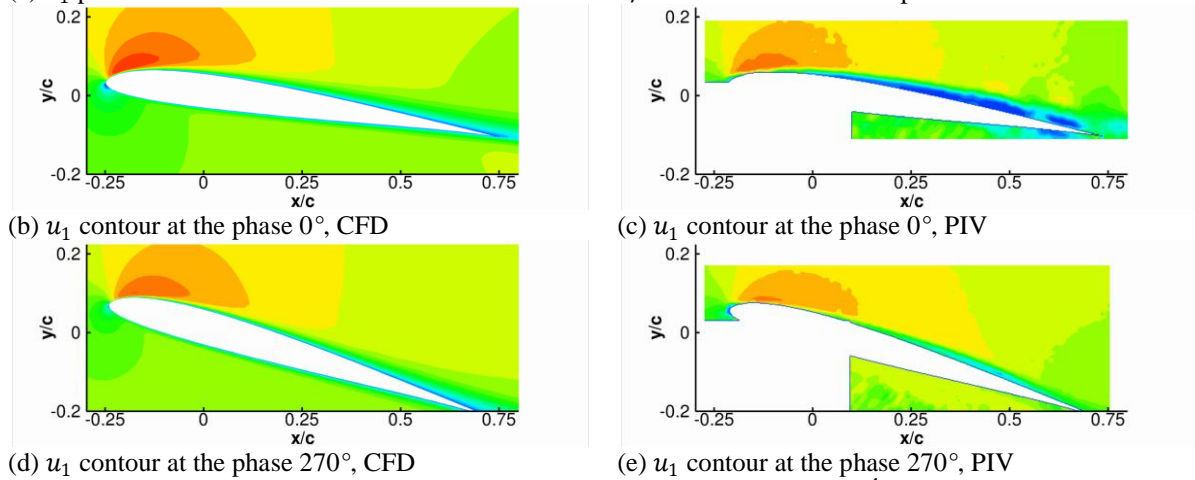 0.2
0
-0.2
y/c
-0.25 0 0.25 0.5 0.75
x/c
0.2
0
-0.2
y/c
-0.25 0 0.25 0.5 0.75
x/c
(b) u₁ contour at the phase 0°, CFD
(c) u₁ contour at the phase 0°, PIV
0.2
0
-0.2
y/c
-0.25 0 0.25 0.5 0.75
x/c
0.2
0
-0.2
y/c
-0.25 0 0.25 0.5 0.75
x/c
(d) u₁ contour at the phase 270°, CFD
(e) u₁ contour at the phase 270°, PIV